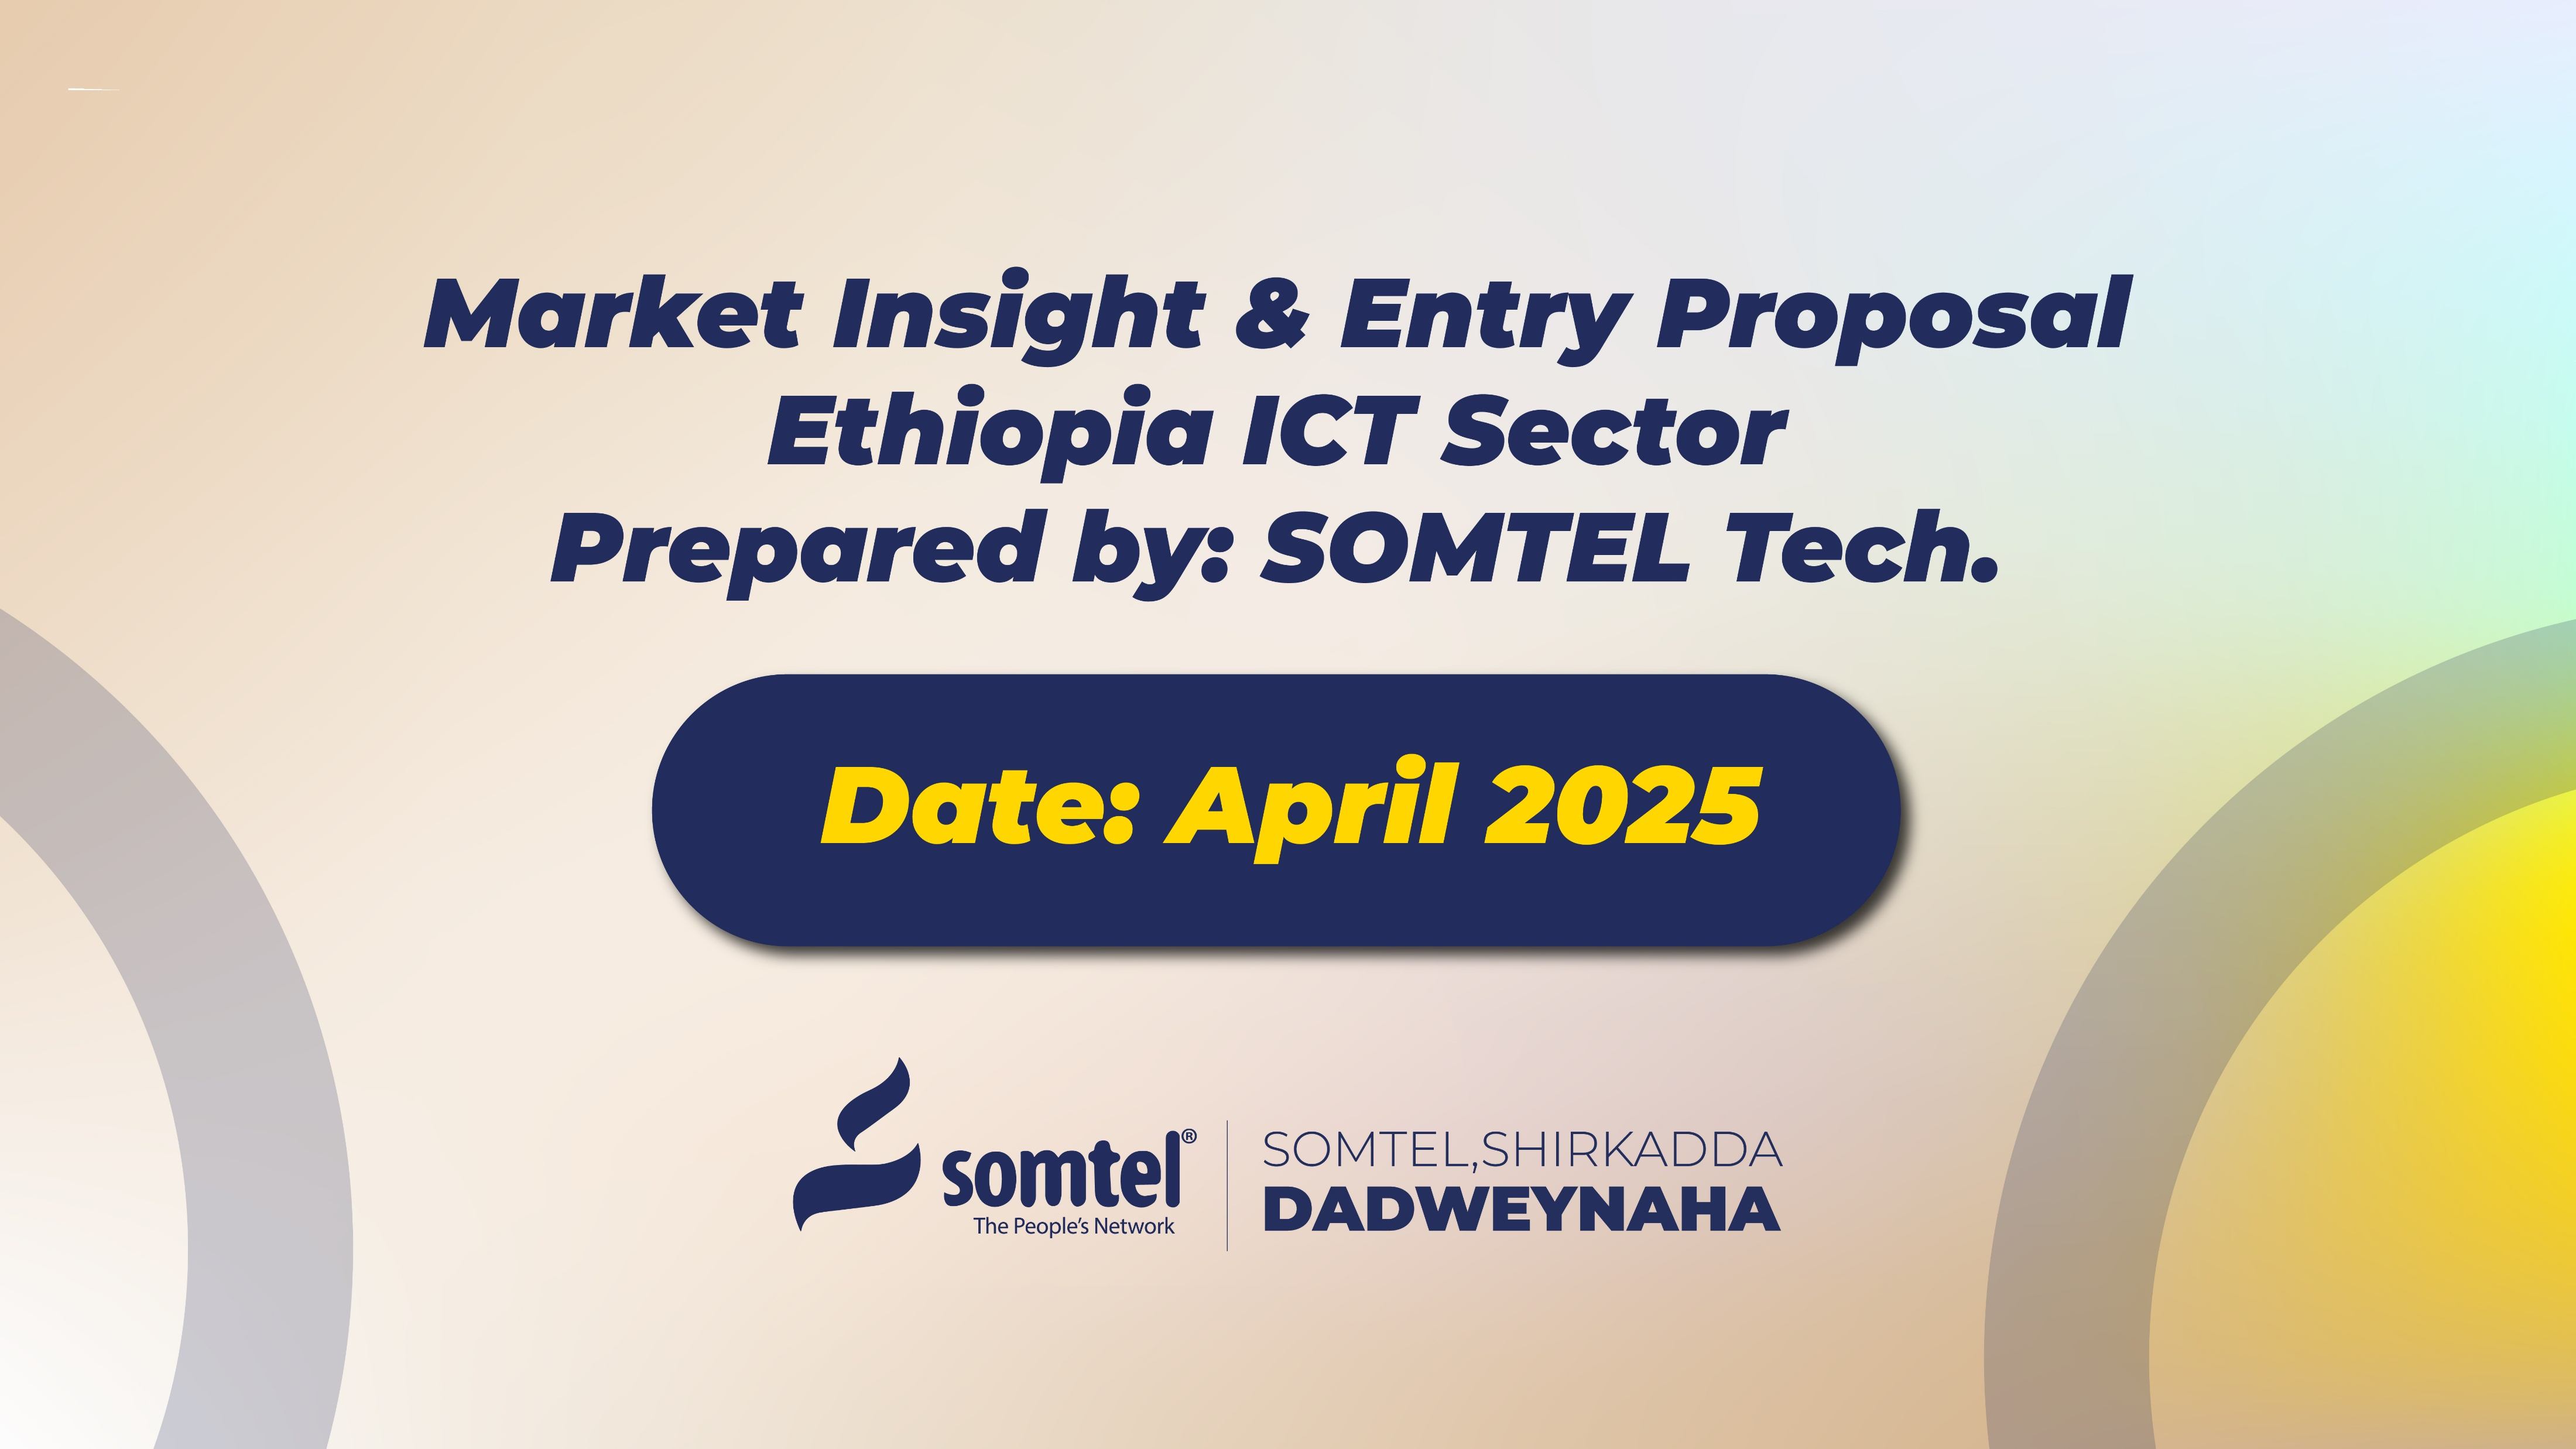 Market Insight & Entry Proposal
Ethiopia ICT Sector
Prepared by: SOMTEL Tech.
Date: April 2025
somtel®
The People's Network
SOMTEL,SHIRKADDA
DADWEYNAHA